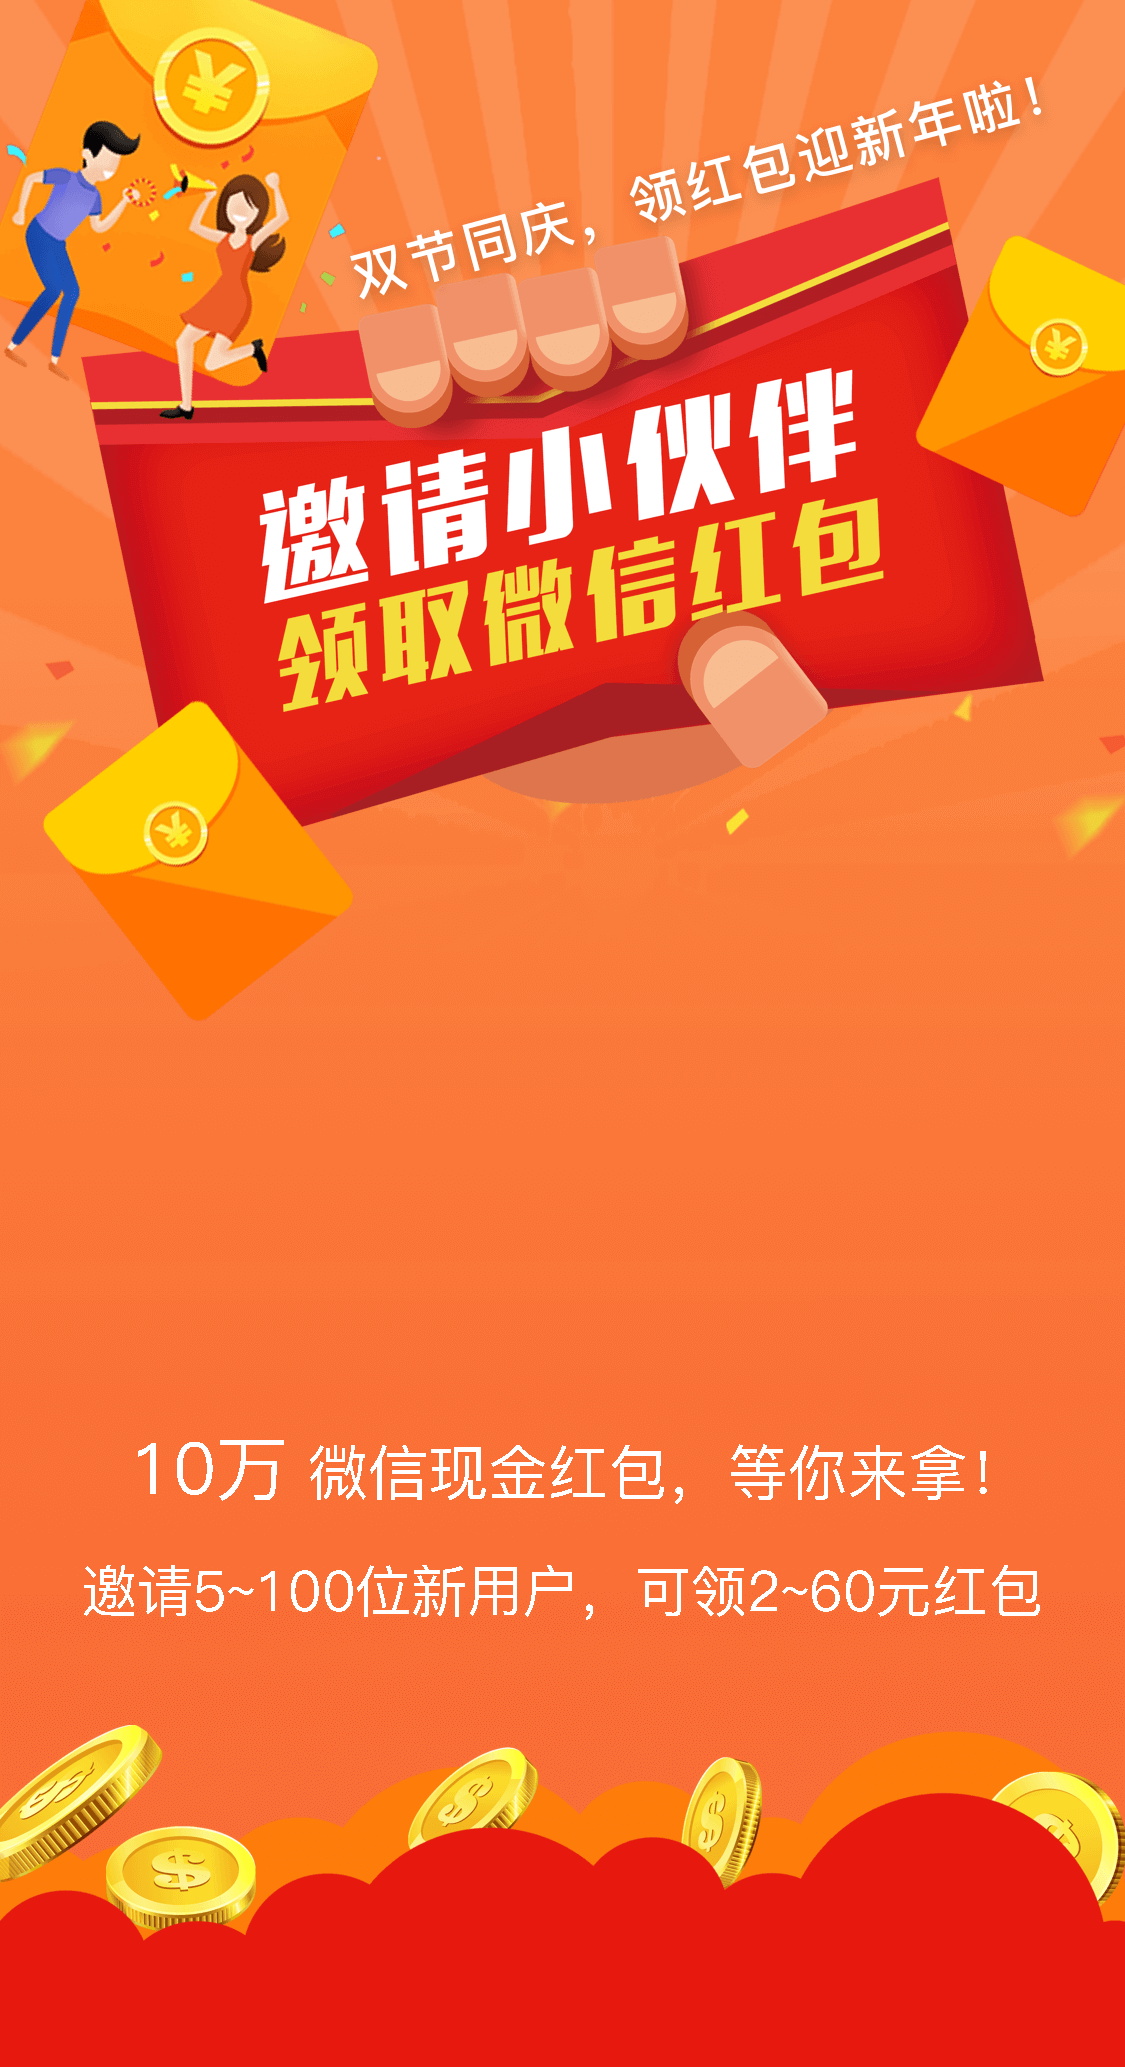 双节同庆，领红包迎新年啦！
邀请小伙伴
领取微信红包
10万 微信现金红包，等你来拿！
邀请5~100位新用户，可领2~60元红包